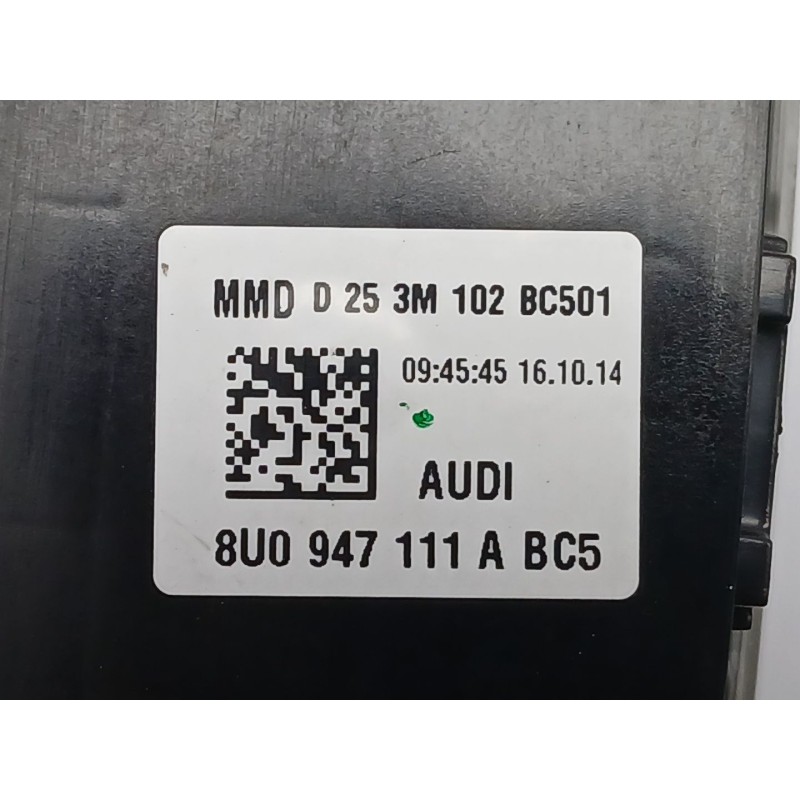 MMD D 25 3M 102 BC501
09:45:45 16.10.14
AUDI
8U0 947 111 A BC5